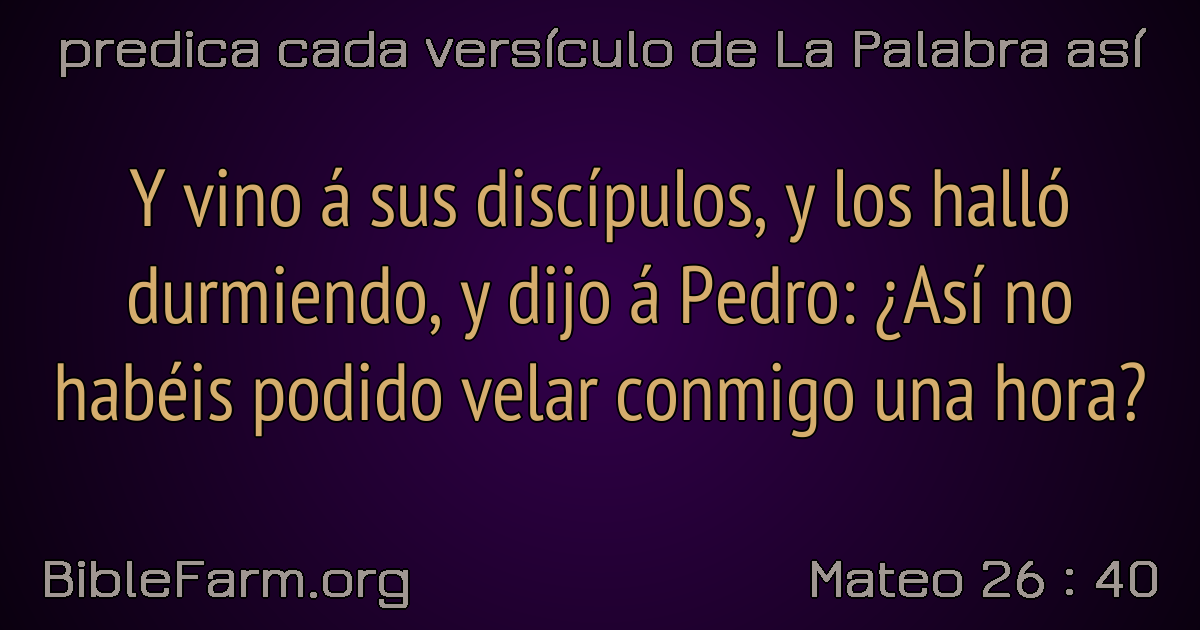 predica cada versículo de La Palabra así
Y vino á sus discípulos, y los halló
durmiendo, y dijo á Pedro: ¿Así no
habéis podido velar conmigo una hora?
BibleFarm.org
Mateo 26 : 40